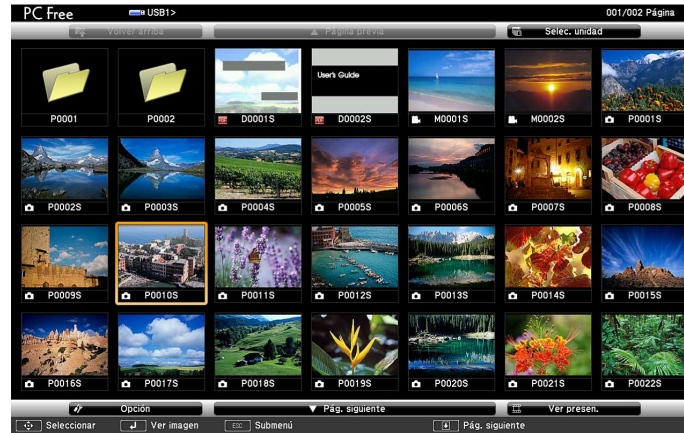 PC Free USB1> 001/002 Página
Volver arriba Página previa Selec. unidad
User's Guide
P0001 P0002 D0001S D0002S M0001S M0002S P0001S
P0002S P0003S P0004S P0005S P0006S P0007S P0008S
P0009S P0010S P0011S P0012S P0013S P0014S P0015S
P0016S P0017S P0018S P0019S P0020S P0021S P0022S
Opción Pág. siguiente Ver presen.
Seleccionar Ver imagen Esc Submenú Pág. siguiente